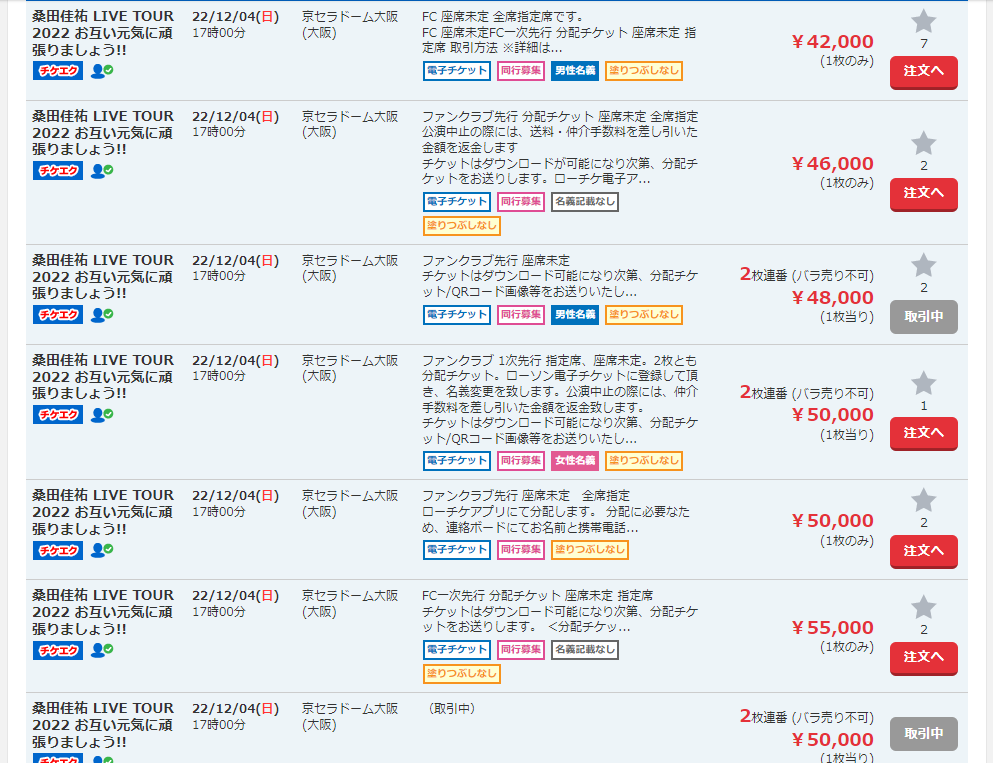 桑田佳祐 LIVE TOUR
2022 お互い元気に頑
張りましょう!!
チケエク
22/12/04(日)
17時00分
京セラドーム大阪
(大阪)
FC 座席未定 全席指定席です。
FC 座席未定FC一次先行 分配チケット 座席未定 指
定席 取引方法 ※詳細は...
電子チケット 同行募集 男性名義 塗りつぶしなし
￥42,000
(1枚のみ)
7
注文へ
桑田佳祐 LIVE TOUR
2022 お互い元気に頑
張りましょう!!
チケエク
22/12/04(日)
17時00分
京セラドーム大阪
(大阪)
ファンクラブ先行 分配チケット 座席未定 全席指定
公演中止の際には、送料・仲介手数料を差し引いた
金額を返金します
チケットはダウンロードが可能になり次第、分配チ
ケットをお送りします。ローチケ電子ア...
電子チケット 同行募集 名義記載なし
塗りつぶしなし
￥46,000
(1枚のみ)
2
注文へ
桑田佳祐 LIVE TOUR
2022 お互い元気に頑
張りましょう!!
チケエク
22/12/04(日)
17時00分
京セラドーム大阪
(大阪)
ファンクラブ先行 座席未定
チケットはダウンロード可能になり次第、分配チケ
ット/QRコード画像等をお送りいたし...
電子チケット 同行募集 男性名義 塗りつぶしなし
2枚連番 (バラ売り不可)
￥48,000
(1枚当り)
2
取引中
桑田佳祐 LIVE TOUR
2022 お互い元気に頑
張りましょう!!
チケエク
22/12/04(日)
17時00分
京セラドーム大阪
(大阪)
ファンクラブ 1次先行 指定席、座席未定。2枚とも
分配チケット。ローソン電子チケットに登録して頂
き、名義変更を致します。公演中止の際には、仲介
手数料を差し引いた金額を返金致します。
チケットはダウンロード可能になり次第、分配チケ
ット/QRコード画像等をお送りいたし...
電子チケット 同行募集 女性名義 塗りつぶしなし
2枚連番 (バラ売り不可)
￥50,000
(1枚当り)
1
注文へ
桑田佳祐 LIVE TOUR
2022 お互い元気に頑
張りましょう!!
チケエク
22/12/04(日)
17時00分
京セラドーム大阪
(大阪)
ファンクラブ先行 座席未定　全席指定
ローチケアプリにて分配します。 分配に必要なた
め、連絡ボードにてお名前と携帯電話...
電子チケット 同行募集 塗りつぶしなし
￥50,000
(1枚のみ)
2
注文へ
桑田佳祐 LIVE TOUR
2022 お互い元気に頑
張りましょう!!
チケエク
22/12/04(日)
17時00分
京セラドーム大阪
(大阪)
FC一次先行 分配チケット 座席未定 指定席
チケットはダウンロード可能になり次第、分配チケ
ットをお送りします。 ＜分配チケッ...
電子チケット 同行募集 名義記載なし
塗りつぶしなし
￥55,000
(1枚のみ)
2
注文へ
桑田佳祐 LIVE TOUR
2022 お互い元気に頑
張りましょう!!
チケエク
22/12/04(日)
17時00分
京セラドーム大阪
(大阪)
（取引中）
2枚連番 (バラ売り不可)
￥50,000
(1枚当り)
取引中